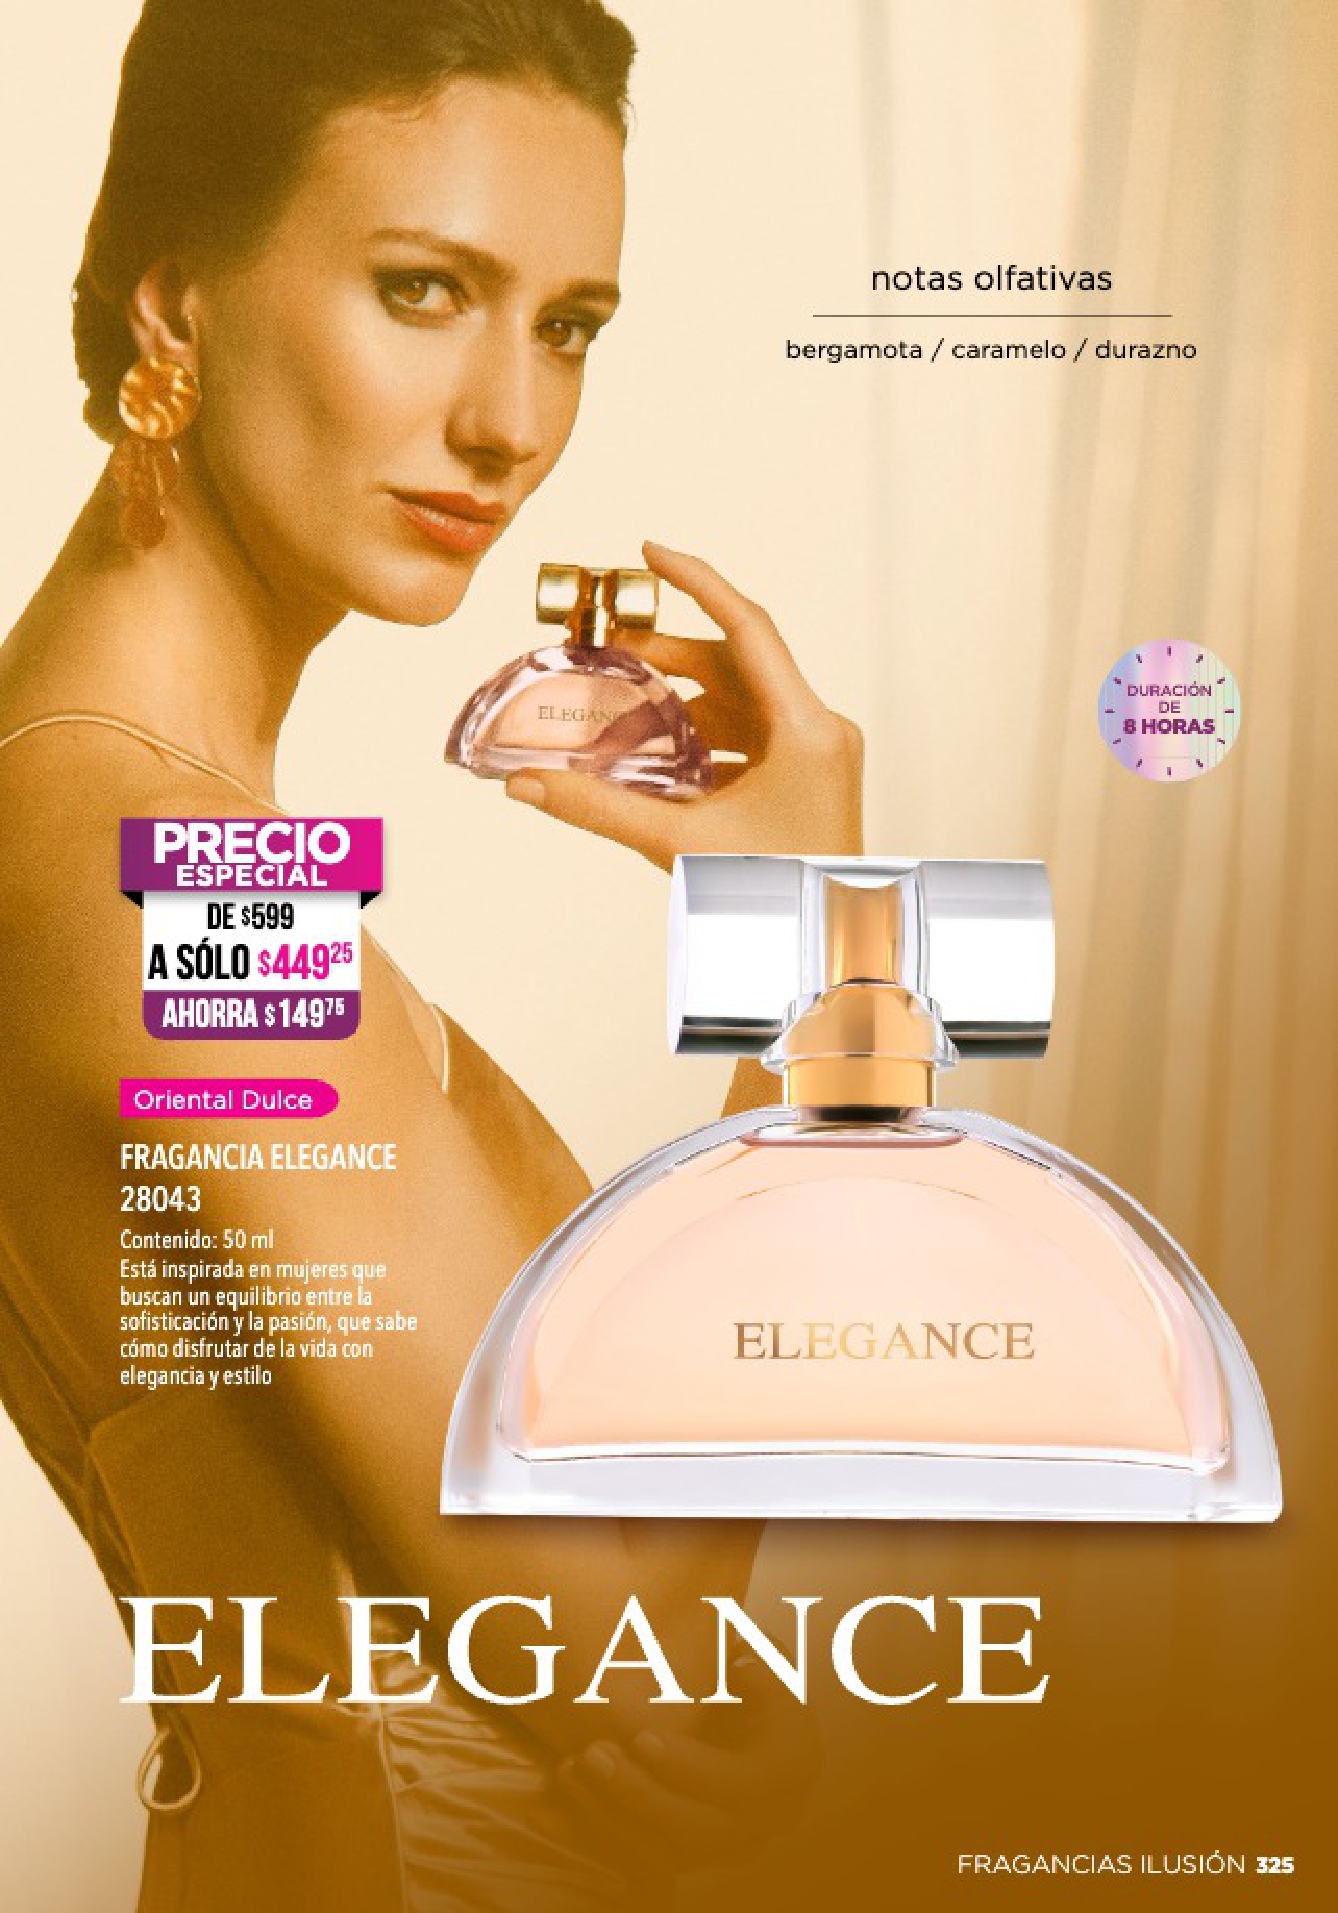 notas olfativas
bergamota / caramelo / durazno
DURACIÓN
DE
8 HORAS
PRECIO
ESPECIAL
DE $599
A SÓLO $449²⁵
AHORRA $149⁷⁵
Oriental Dulce
FRAGANCIA ELEGANCE
28043
Contenido: 50 ml
Está inspirada en mujeres que
buscan un equilibrio entre la
sofisticación y la pasión, que sabe
cómo disfrutar de la vida con
elegancia y estilo
ELEGANC
ELEGANCE
ELEGANCE
FRAGANCIAS ILUSIÓN 325